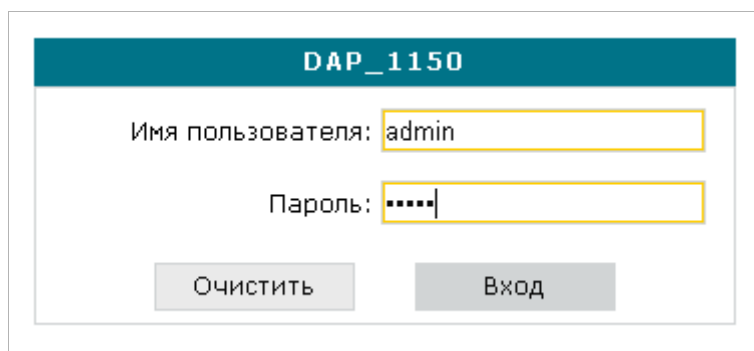 DAP_1150
Имя пользователя: admin
Пароль: •••••
Очистить Вход